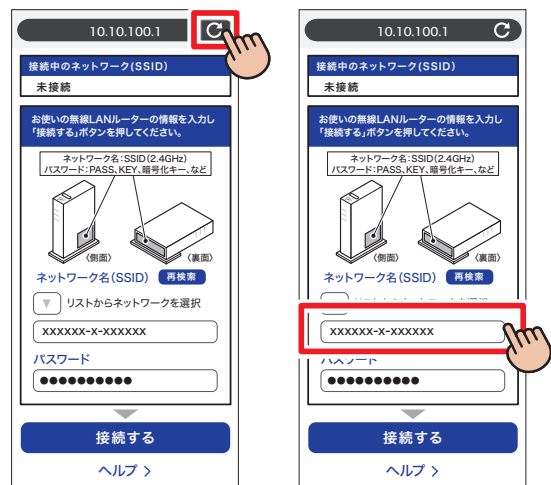 10.10.100.1
接続中のネットワーク(SSID)
未接続
お使いの無線LANルーターの情報を入力し
「接続する」ボタンを押してください。
ネットワーク名:SSID(2.4GHz)
パスワード:PASS、KEY、暗号化キー、など
〈側面〉
〈裏面〉
ネットワーク名(SSID) 再検索
▼ リストからネットワークを選択
XXXXXX-X-XXXXXX
パスワード
●●●●●●●●●●
接続する
ヘルプ >
10.10.100.1
接続中のネットワーク(SSID)
未接続
お使いの無線LANルーターの情報を入力し
「接続する」ボタンを押してください。
ネットワーク名:SSID(2.4GHz)
パスワード:PASS、KEY、暗号化キー、など
〈側面〉
〈裏面〉
ネットワーク名(SSID) 再検索
XXXXXX-X-XXXXXX
パスワード
●●●●●●●●●●
接続する
ヘルプ >